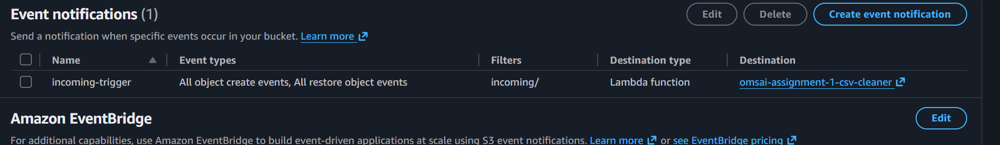 Event notifications (1)
Edit
Delete
Create event notification
Send a notification when specific events occur in your bucket. Learn more
Name
Event types
Filters
Destination type
Destination
incoming-trigger
All object create events, All restore object events
incoming/
Lambda function
omsai-assignment-1-csv-cleaner
Amazon EventBridge
Edit
For additional capabilities, use Amazon EventBridge to build event-driven applications at scale using S3 event notifications. Learn more or see EventBridge pricing